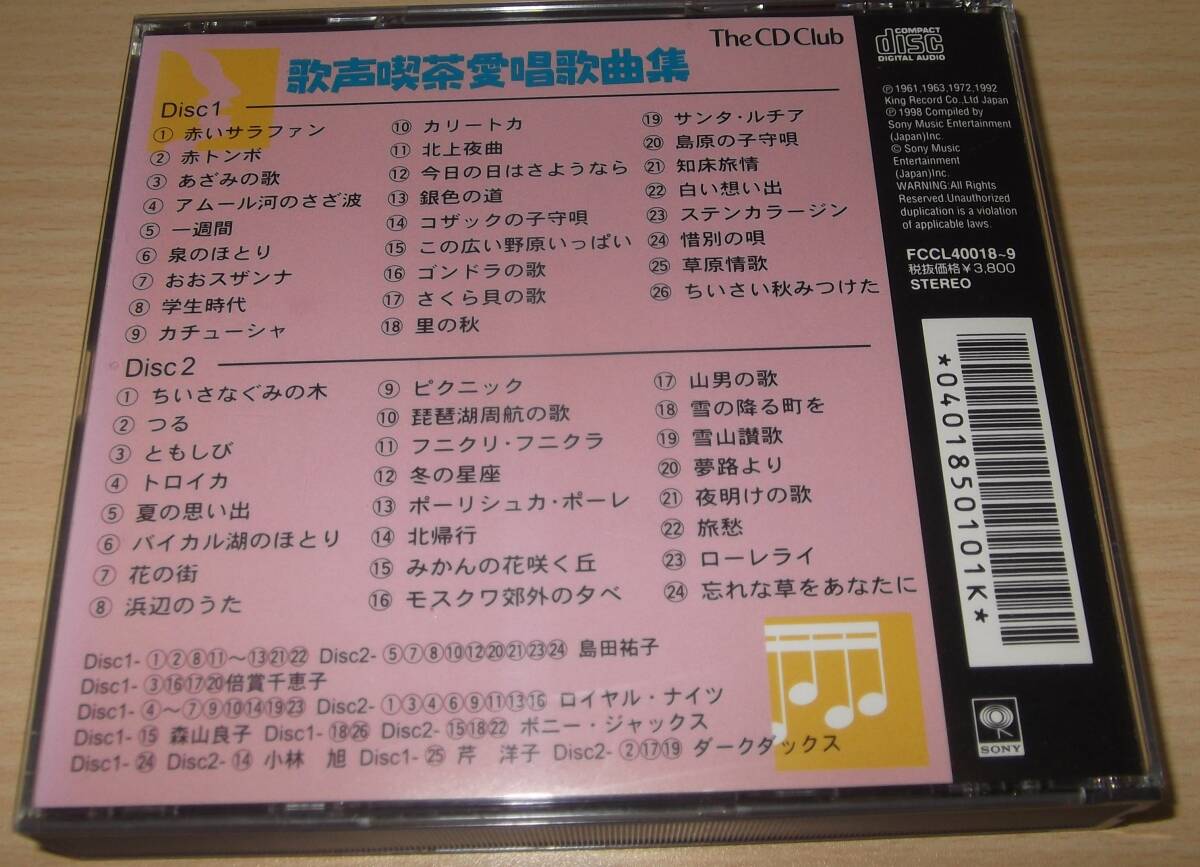 The CD Club
歌声喫茶愛唱歌曲集
Disc1
① 赤いサラファン
② 赤トンボ
③ あざみの歌
④ アムール河のさざ波
⑤ 一週間
⑥ 泉のほとり
⑦ おおスザンナ
⑧ 学生時代
⑨ カチューシャ
⑩ カリートカ
⑪ 北上夜曲
⑫ 今日の日はさようなら
⑬ 銀色の道
⑭ コザックの子守唄
⑮ この広い野原いっぱい
⑯ ゴンドラの歌
⑰ さくら貝の歌
⑱ 里の秋
⑲ サンタ・ルチア
⑳ 島原の子守唄
㉑ 知床旅情
㉒ 白い想い出
㉓ ステンカラージン
㉔ 惜別の唄
㉕ 草原情歌
㉖ ちいさい秋みつけた
Disc2
① ちいさなぐみの木
② つる
③ ともしび
④ トロイカ
⑤ 夏の思い出
⑥ バイカル湖のほとり
⑦ 花の街
⑧ 浜辺のうた
⑨ ピクニック
⑩ 琵琶湖周航の歌
⑪ フニクリ・フニクラ
⑫ 冬の星座
⑬ ポーリシュカ・ポーレ
⑭ 北帰行
⑮ みかんの花咲く丘
⑯ モスクワ郊外の夕べ
⑰ 山男の歌
⑱ 雪の降る町を
⑲ 雪山讃歌
⑳ 夢路より
㉑ 夜明けの歌
㉒ 旅愁
㉓ ローレライ
㉔ 忘れな草をあなたに
Disc1-①②⑧⑪~⑬㉑㉒ Disc2-⑤⑦⑧⑩⑫⑳㉑㉓㉔ 島田祐子
Disc1-③⑯⑰⑳倍賞千恵子
Disc1-④~⑦⑨⑩⑭⑲㉓ Disc2-①③④⑥⑨⑪⑬⑯ ロイヤル・ナイツ
Disc1-⑮ 森山良子 Disc1-⑱㉖ Disc2-⑮⑱㉒ ボニー・ジャックス
Disc1-㉔ Disc2-⑭ 小林 旭 Disc1-㉕ 芹 洋子 Disc2-②⑰⑲ ダークダックス
COMPACT
disc
DIGITAL AUDIO
Ⓟ 1961,1963,1972,1992
King Record Co.,Ltd Japan
Ⓟ 1998 Compiled by
Sony Music Entertainment
(Japan)Inc.
© Sony Music
Entertainment
(Japan)Inc.
WARNING:All Rights
Reserved.Unauthorized
duplication is a violation
of applicable laws.
FCCL40018~9
税抜価格¥3,800
STEREO
*0401850101K*
SONY